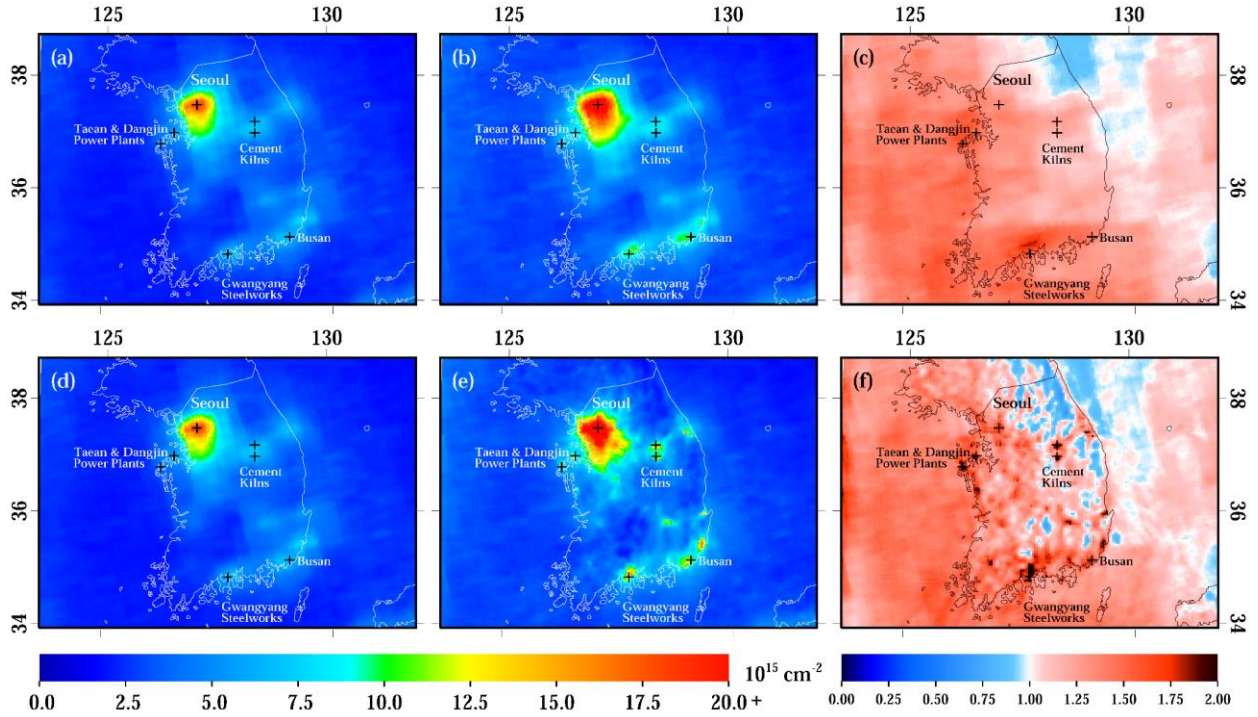 125 130 125 130 125 130
(a) (b) (c)
38 38
Seoul Seoul Seoul
Taean & Dangjin Taean & Dangjin Taean & Dangjin
Power Plants Power Plants Power Plants
Cement Cement Cement
Kilns Kilns Kilns
36 36
Busan Busan Busan
Gwangyang Gwangyang Gwangyang
Steelworks Steelworks Steelworks
34 34
125 130 125 130 125 130
(d) (e) (f)
38 38
Seoul Seoul Seoul
Taean & Dangjin Taean & Dangjin Taean & Dangjin
Power Plants Power Plants Power Plants
Cement Cement Cement
Kilns Kilns Kilns
36 36
Busan Busan Busan
Gwangyang Gwangyang Gwangyang
Steelworks Steelworks Steelworks
34 34
10¹⁵ cm⁻²
0.0 2.5 5.0 7.5 10.0 12.5 15.0 17.5 20.0 + 0.00 0.25 0.50 0.75 1.00 1.25 1.50 1.75 2.00